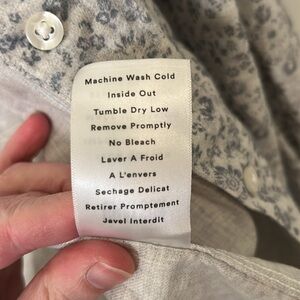 Machine Wash Cold
Inside Out
Tumble Dry Low
Remove Promptly
No Bleach
Laver A Froid
A L'envers
Sechage Delicat
Retirer Promptement
Javel Interdit